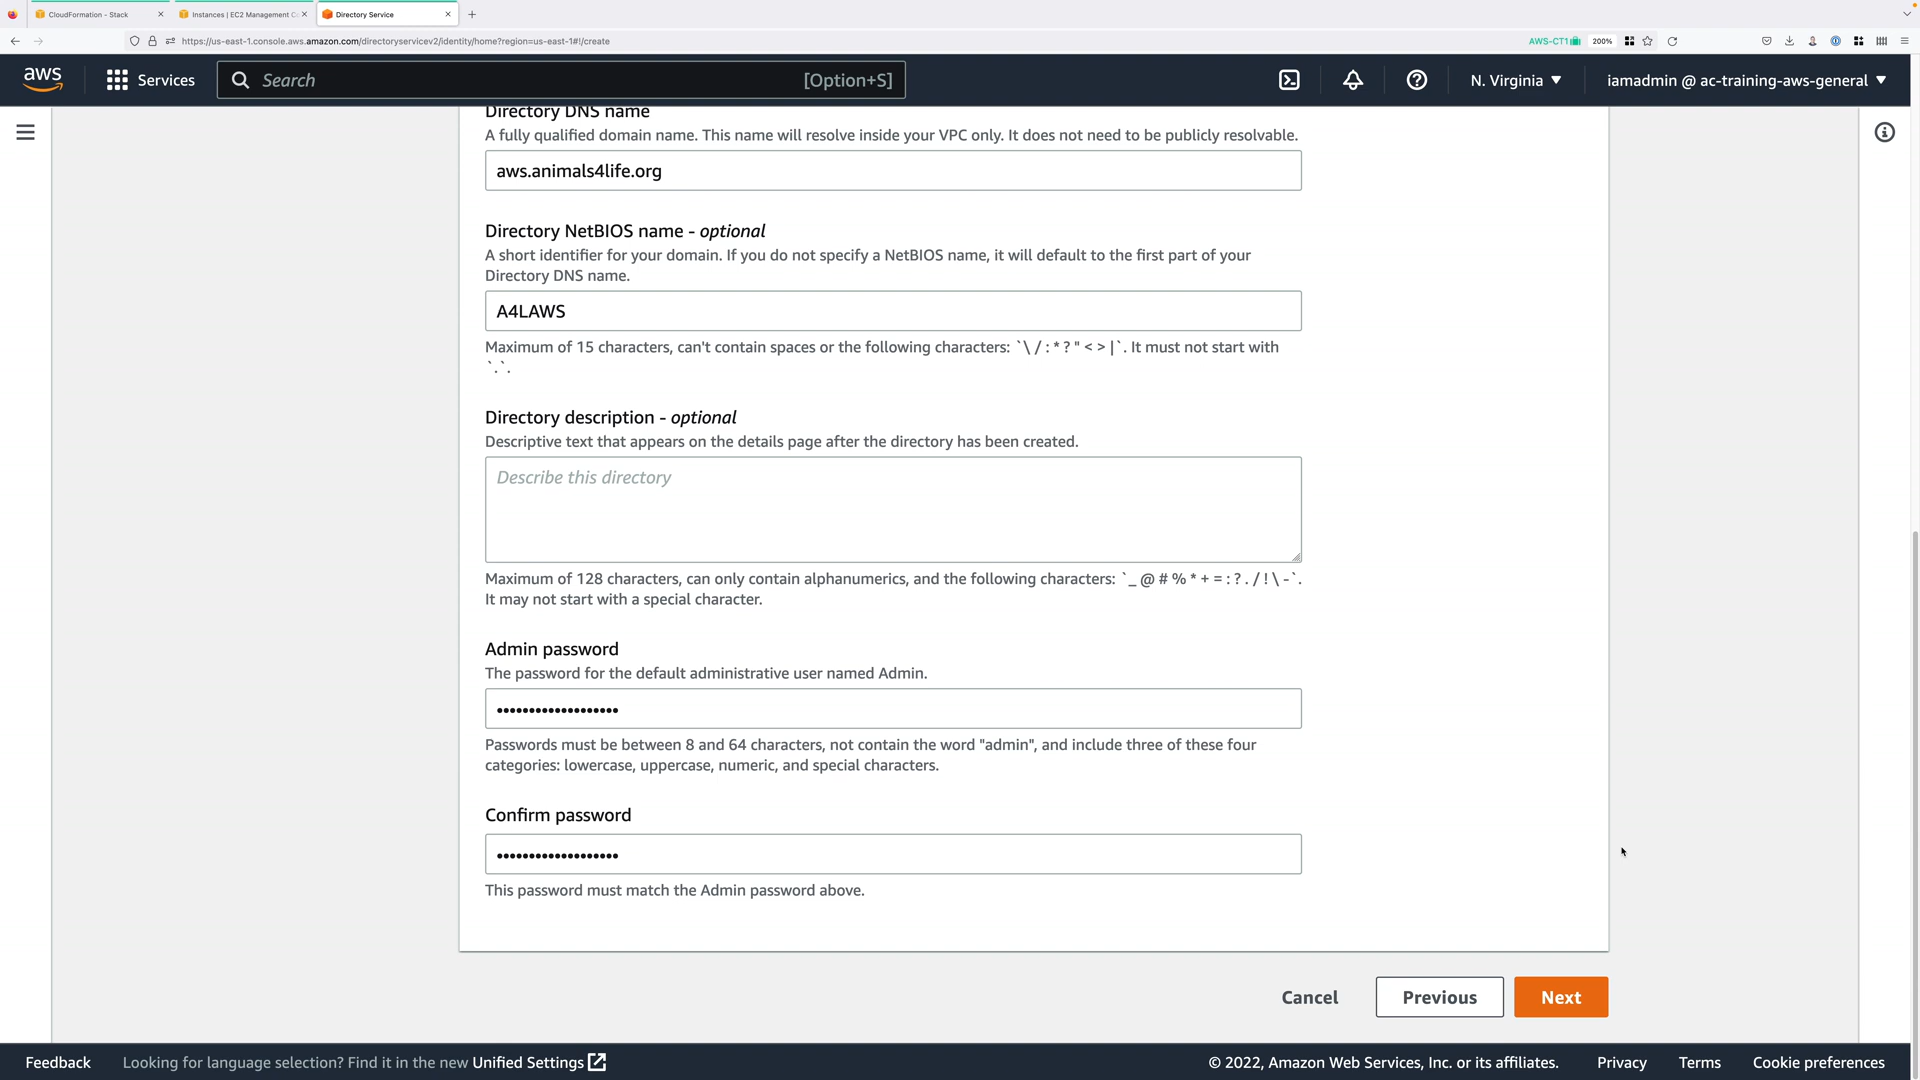 CloudFormation - Stack
Instances | EC2 Management C
Directory Service
https://us-east-1.console.aws.amazon.com/directoryservicev2/identity/home?region=us-east-1#!/create
AWS-CT1
200%
aws
Services
Search
[Option+S]
N. Virginia
iamadmin @ ac-training-aws-general
Directory DNS name
A fully qualified domain name. This name will resolve inside your VPC only. It does not need to be publicly resolvable.
aws.animals4life.org
Directory NetBIOS name - optional
A short identifier for your domain. If you do not specify a NetBIOS name, it will default to the first part of your
Directory DNS name.
A4LAWS
Maximum of 15 characters, can't contain spaces or the following characters: `\ / : * ? " < > |`. It must not start with
`.`.
Directory description - optional
Descriptive text that appears on the details page after the directory has been created.
Describe this directory
Maximum of 128 characters, can only contain alphanumerics, and the following characters: `_ @ # % * + = : ? . / ! \ -`.
It may not start with a special character.
Admin password
The password for the default administrative user named Admin.
•••••••••••••••••••
Passwords must be between 8 and 64 characters, not contain the word "admin", and include three of these four
categories: lowercase, uppercase, numeric, and special characters.
Confirm password
•••••••••••••••••••
This password must match the Admin password above.
Cancel
Previous
Next
Feedback
Looking for language selection? Find it in the new Unified Settings
© 2022, Amazon Web Services, Inc. or its affiliates.
Privacy
Terms
Cookie preferences